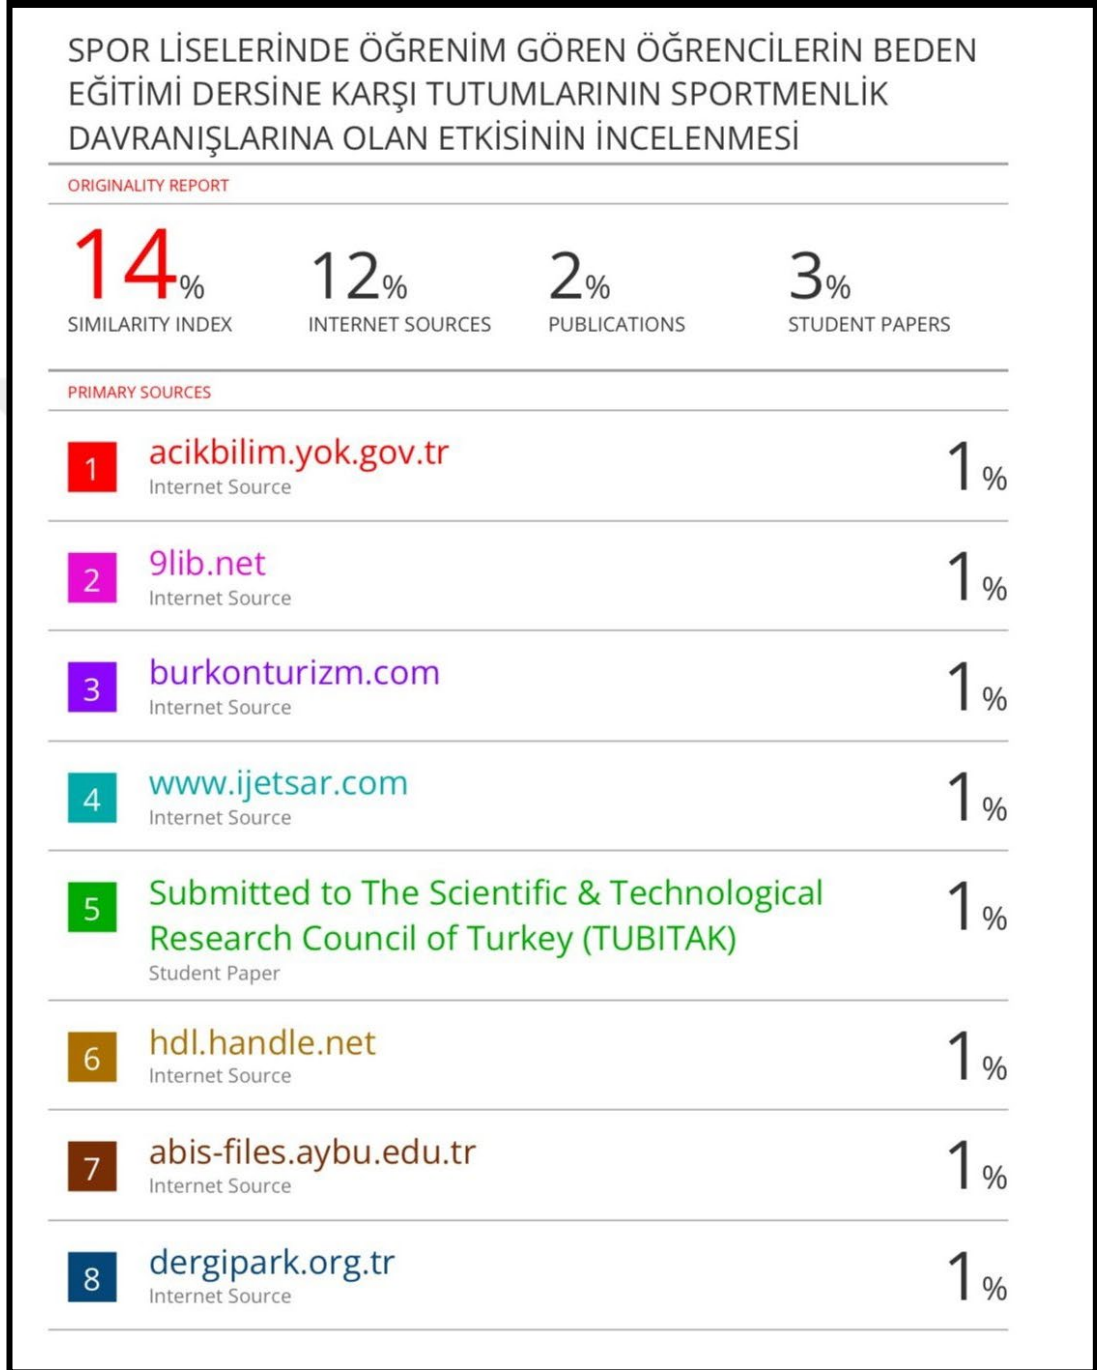 SPOR LİSELERİNDE ÖĞRENİM GÖREN ÖĞRENCİLERİN BEDEN
EĞİTİMİ DERSİNE KARŞI TUTUMLARININ SPORTMENLİK
DAVRANIŞLARINA OLAN ETKİSİNİN İNCELENMESİ
ORIGINALITY REPORT
14% 12% 2% 3%
SIMILARITY INDEX INTERNET SOURCES PUBLICATIONS STUDENT PAPERS
PRIMARY SOURCES
1 acikbilim.yok.gov.tr 1%
Internet Source
2 9lib.net 1%
Internet Source
3 burkonturizm.com 1%
Internet Source
4 www.ijetsar.com 1%
Internet Source
5 Submitted to The Scientific & Technological 1%
Research Council of Turkey (TUBITAK)
Student Paper
6 hdl.handle.net 1%
Internet Source
7 abis-files.aybu.edu.tr 1%
Internet Source
8 dergipark.org.tr 1%
Internet Source